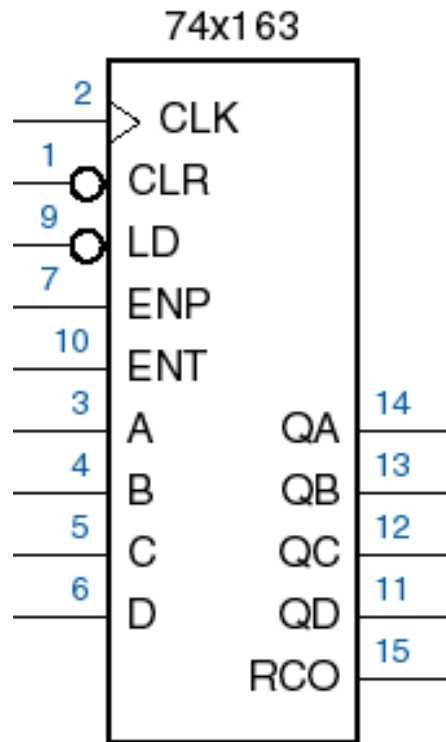 74x163
2 CLK
1 CLR
9 LD
7 ENP
10 ENT
3 A QA 14
4 B QB 13
5 C QC 12
6 D QD 11
RCO 15